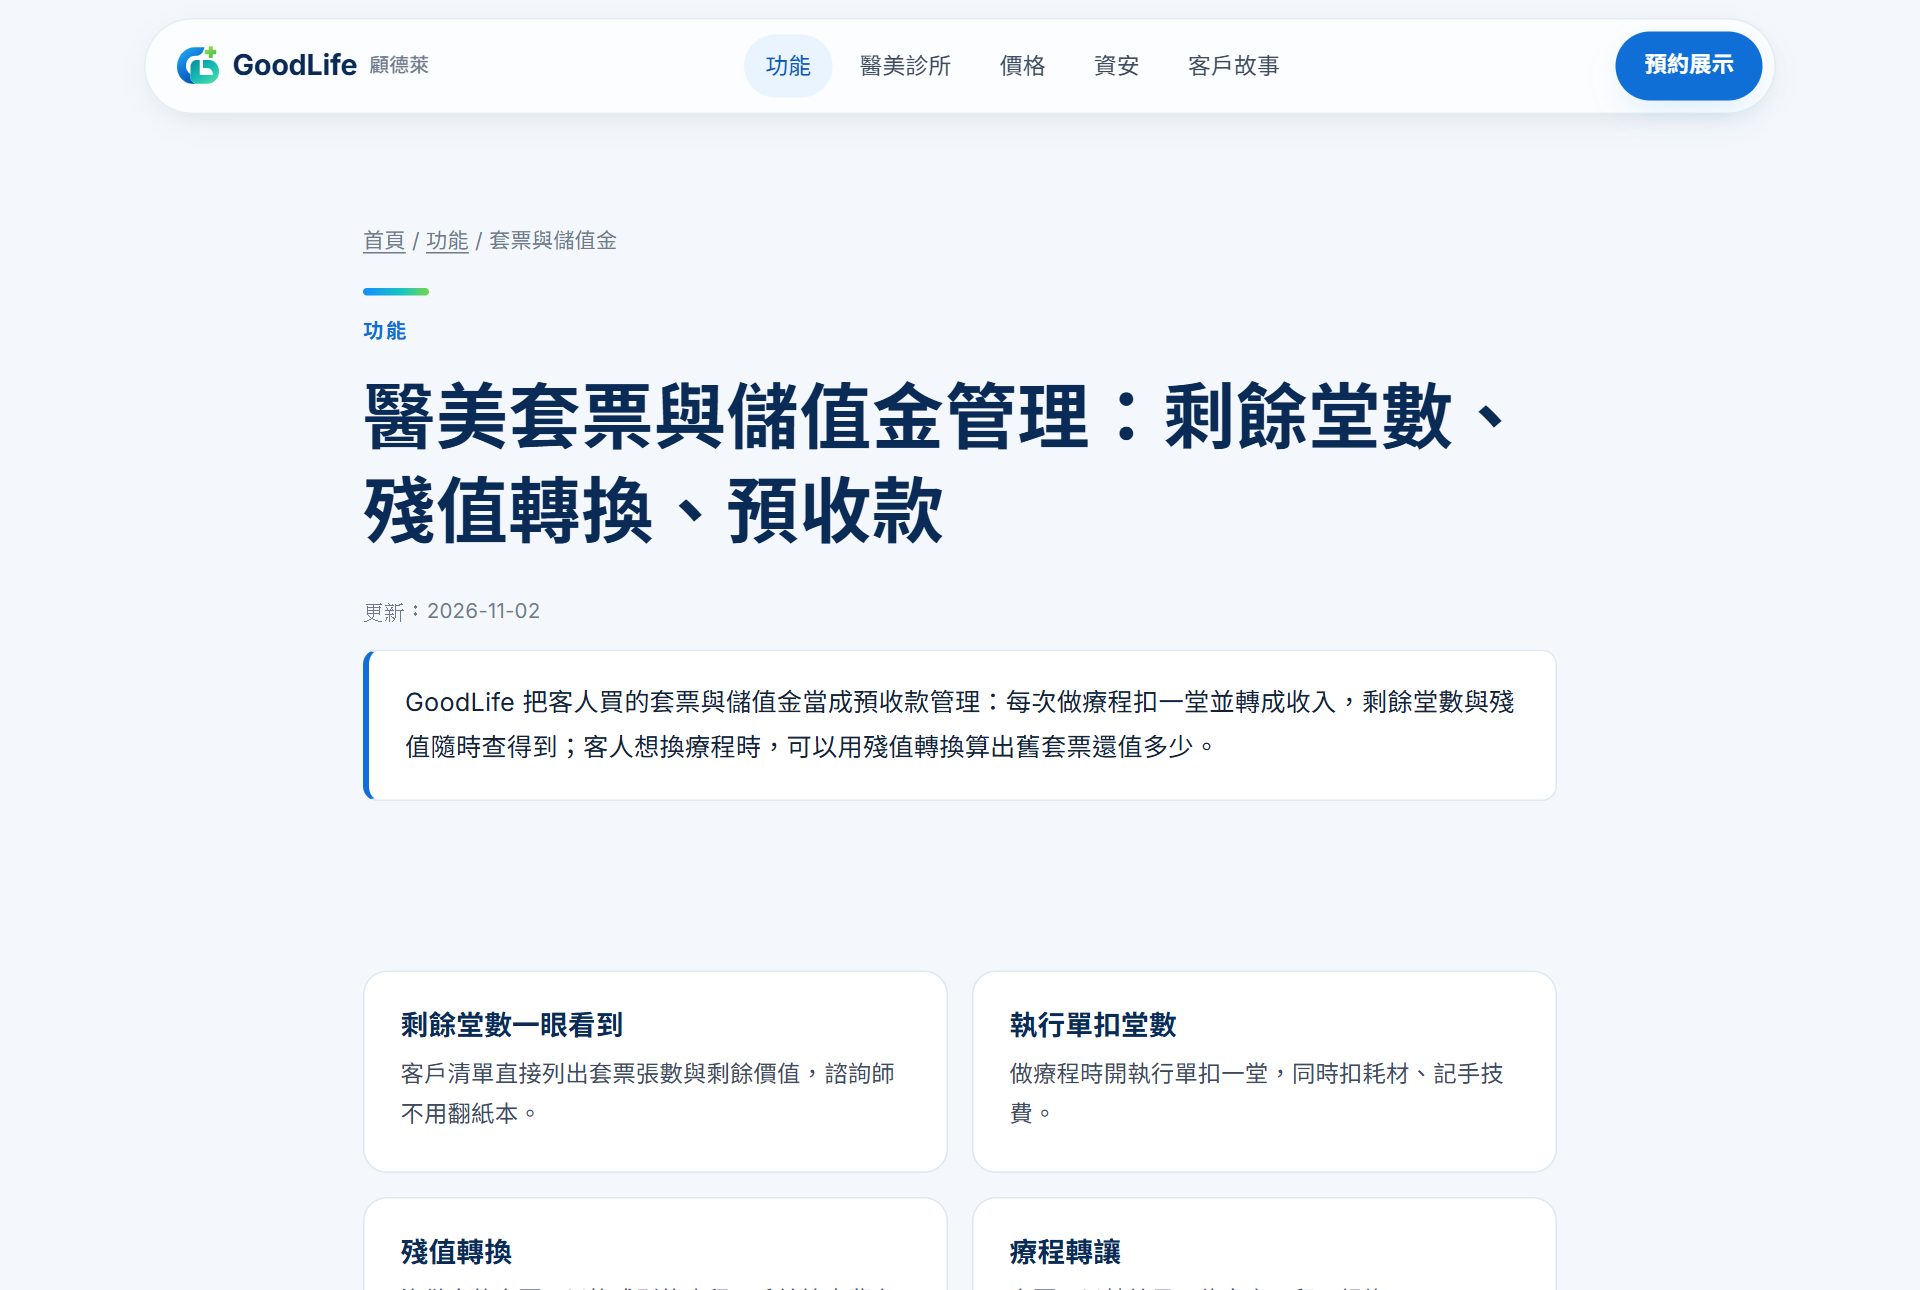 GoodLife 顧德萊
功能 醫美診所 價格 資安 客戶故事
預約展示
首頁 / 功能 / 套票與儲值金
功能
醫美套票與儲值金管理：剩餘堂數、
殘值轉換、預收款
更新：2026-11-02
GoodLife 把客人買的套票與儲值金當成預收款管理：每次做療程扣一堂並轉成收入，剩餘堂數與殘
值隨時查得到；客人想換療程時，可以用殘值轉換算出舊套票還值多少。
剩餘堂數一眼看到
客戶清單直接列出套票張數與剩餘價值，諮詢師
不用翻紙本。
執行單扣堂數
做療程時開執行單扣一堂，同時扣耗材、記手技
費。
殘值轉換
療程轉讓